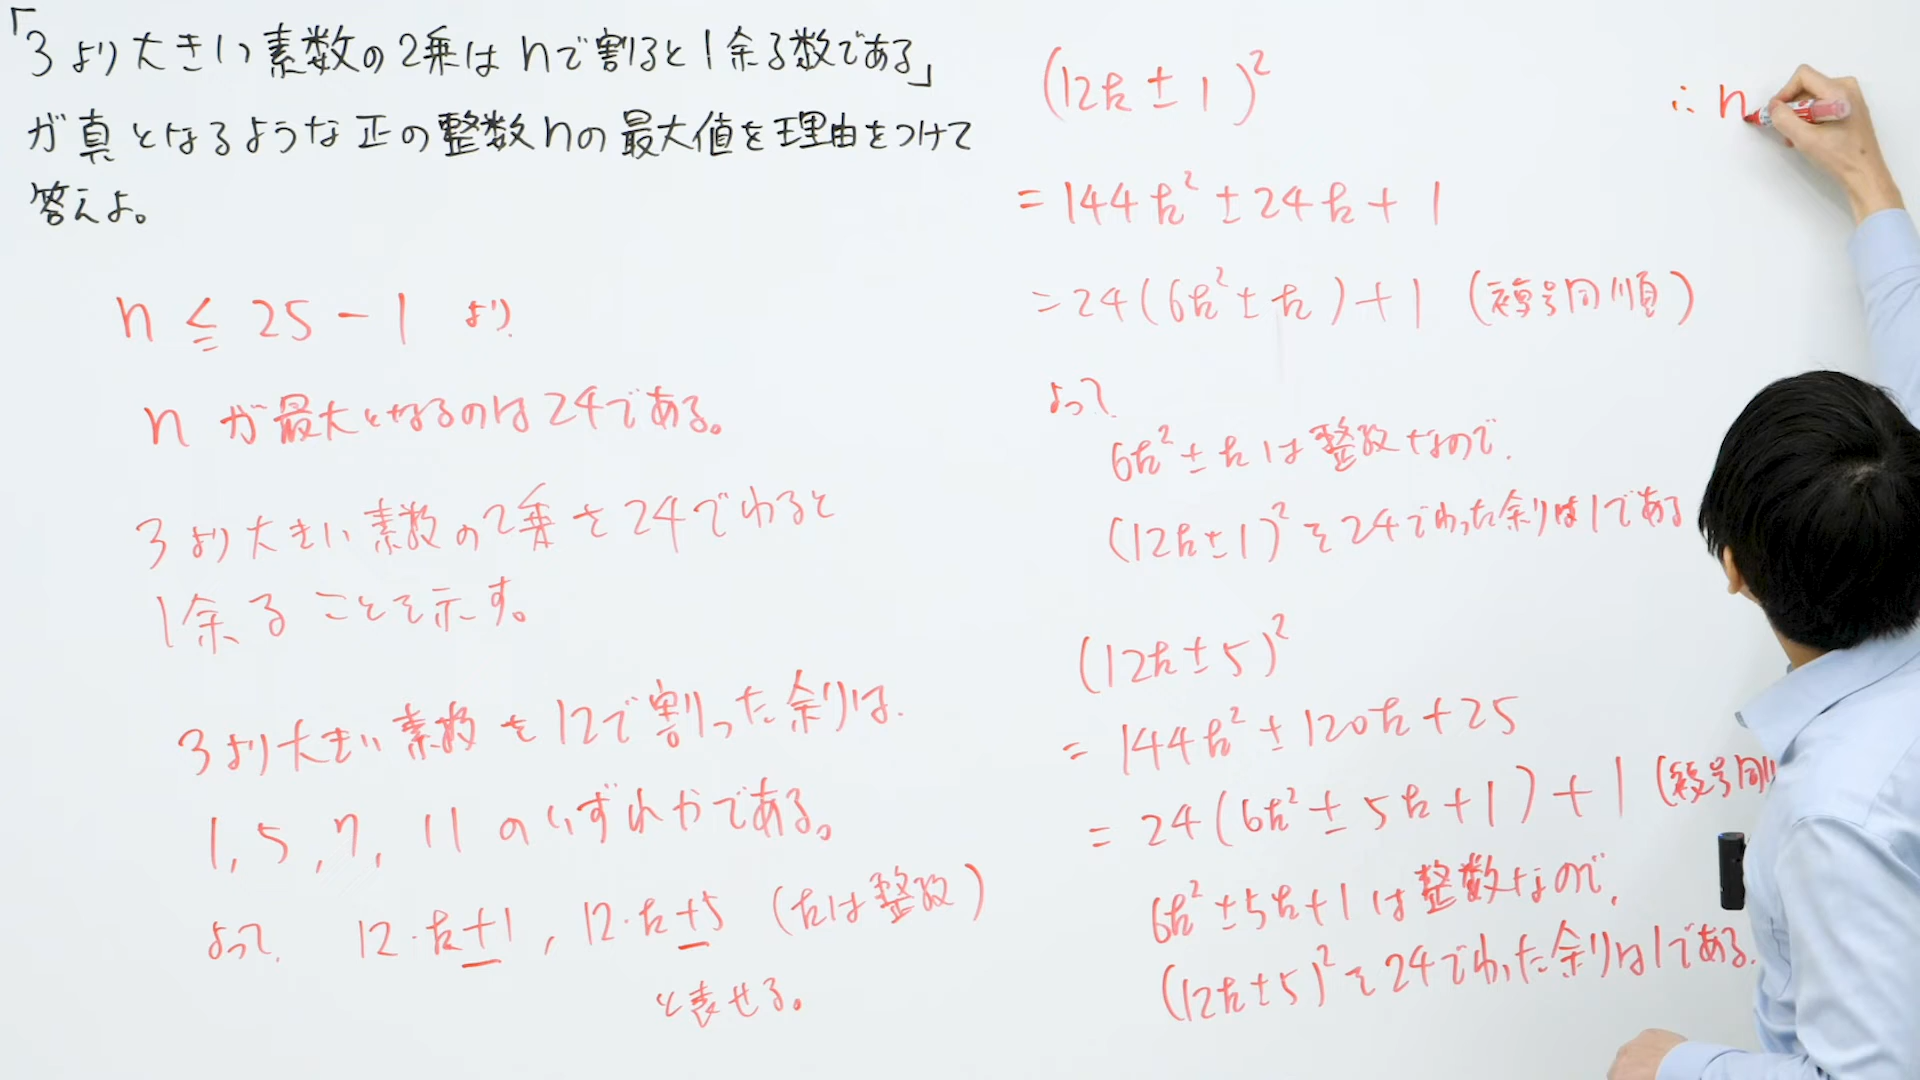 「3より大きい素数の2乗はnで割ると1余る数である」
が真となるような正の整数nの最大値を理由をつけて
答えよ。
n ≦ 25 - 1 より
n が最大となるのは24である。
3より大きい素数の2乗を24でわると
1余ることを示す。
3より大きい素数を12で割った余りは、
1, 5, 7, 11 のいずれかである。
よって、 12·k±1, 12·k±5 (kは整数)
と表せる。
(12k ± 1)²
= 144k² ± 24k + 1
= 24(6k² ± k) + 1 (複号同順)
よって、
6k² ± k は整数なので、
(12k±1)²を24でわった余りは1である
(12k±5)²
= 144k² ± 120k + 25
= 24(6k² ± 5k + 1) + 1 (複号同順
6k² ± 5k + 1 は整数なので、
(12k±5)²を24でわった余りは1である。
∴ n